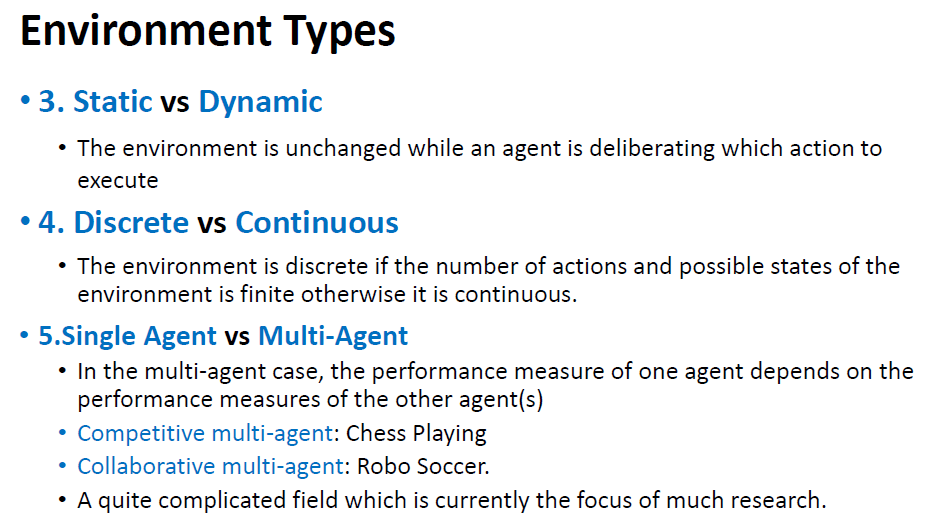 Environment Types
• 3. Static vs Dynamic
• The environment is unchanged while an agent is deliberating which action to
execute
• 4. Discrete vs Continuous
• The environment is discrete if the number of actions and possible states of the
environment is finite otherwise it is continuous.
• 5.Single Agent vs Multi-Agent
• In the multi-agent case, the performance measure of one agent depends on the
performance measures of the other agent(s)
• Competitive multi-agent: Chess Playing
• Collaborative multi-agent: Robo Soccer.
• A quite complicated field which is currently the focus of much research.